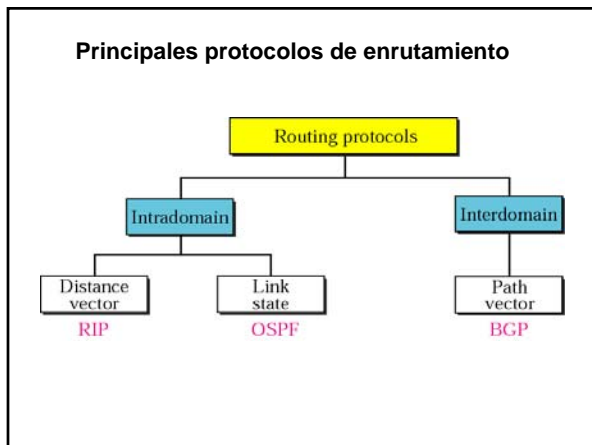 Principales protocolos de enrutamiento
Routing protocols
Intradomain
Interdomain
Distance
vector
Link
state
Path
vector
RIP
OSPF
BGP